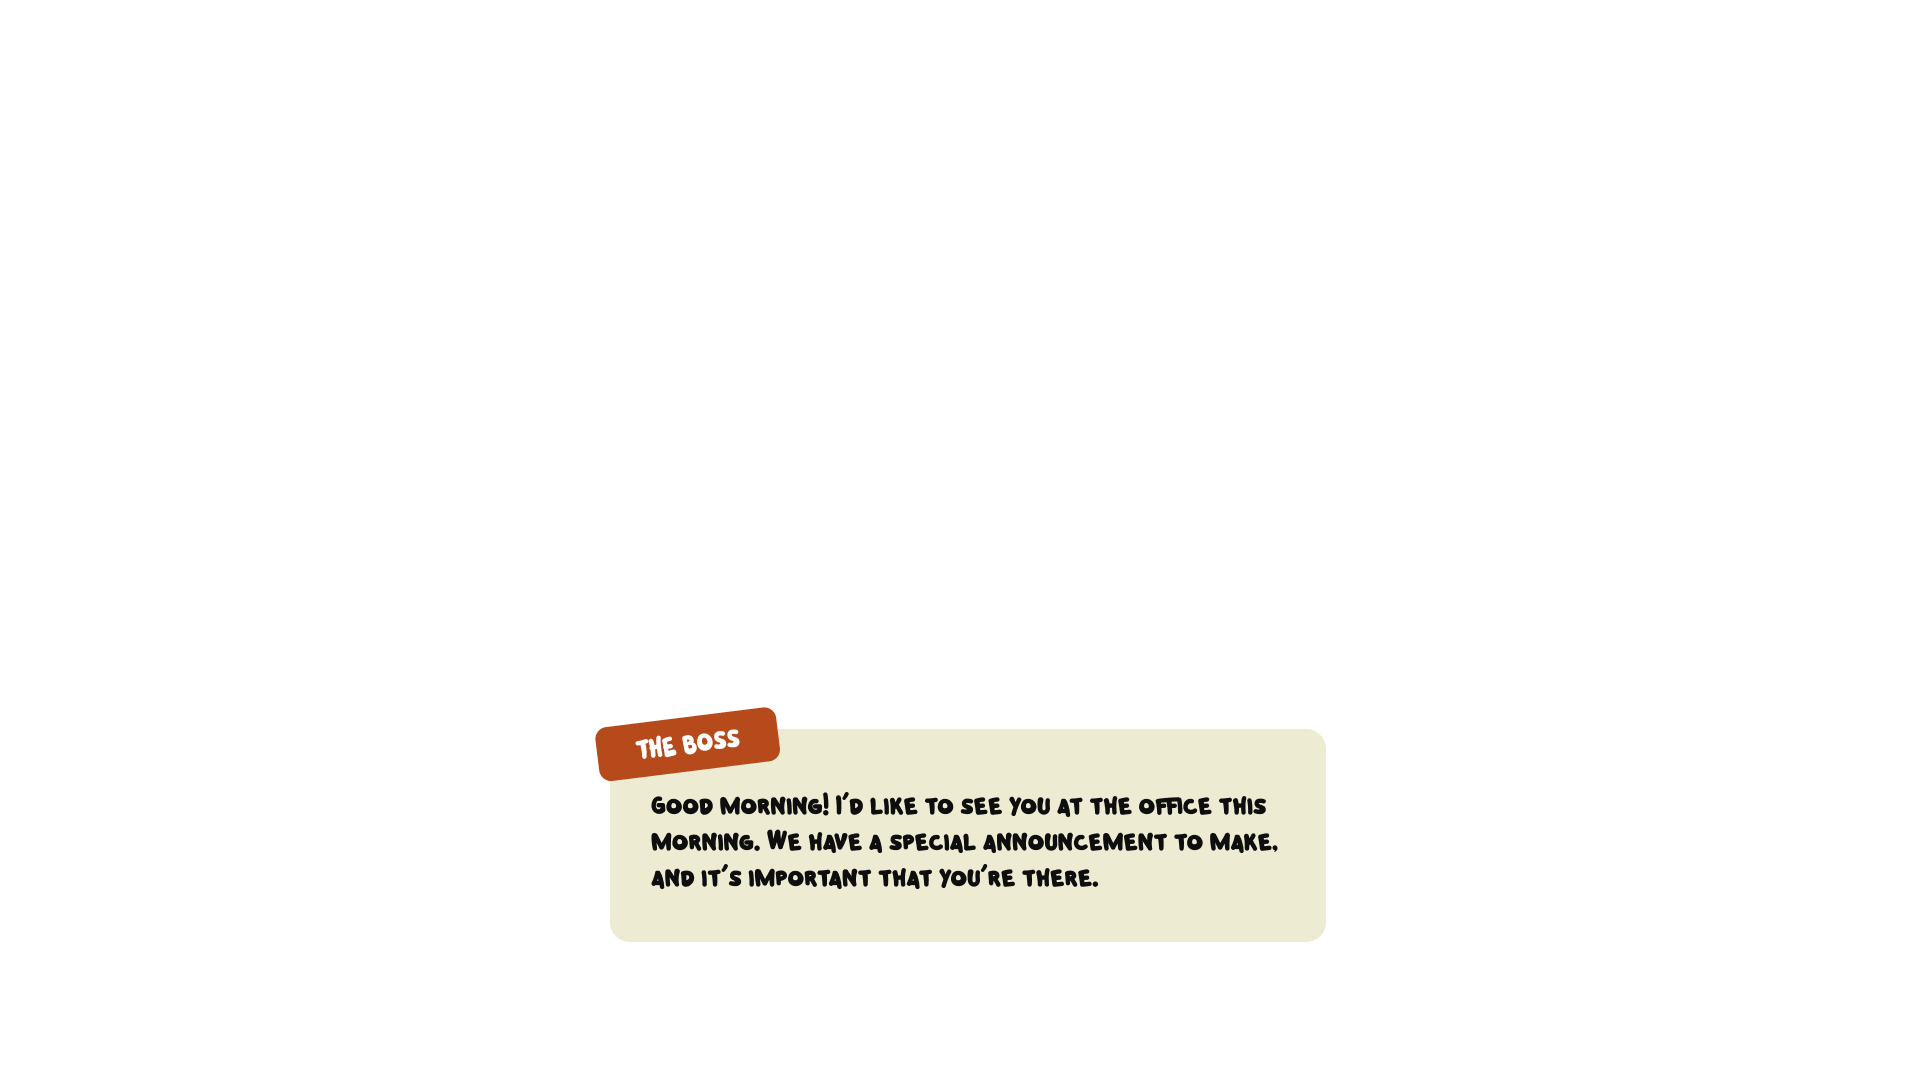 THE BOSS
Good morning! I'd like to see you at the office this
morning. We have a special announcement to make,
and it's important that you're there.